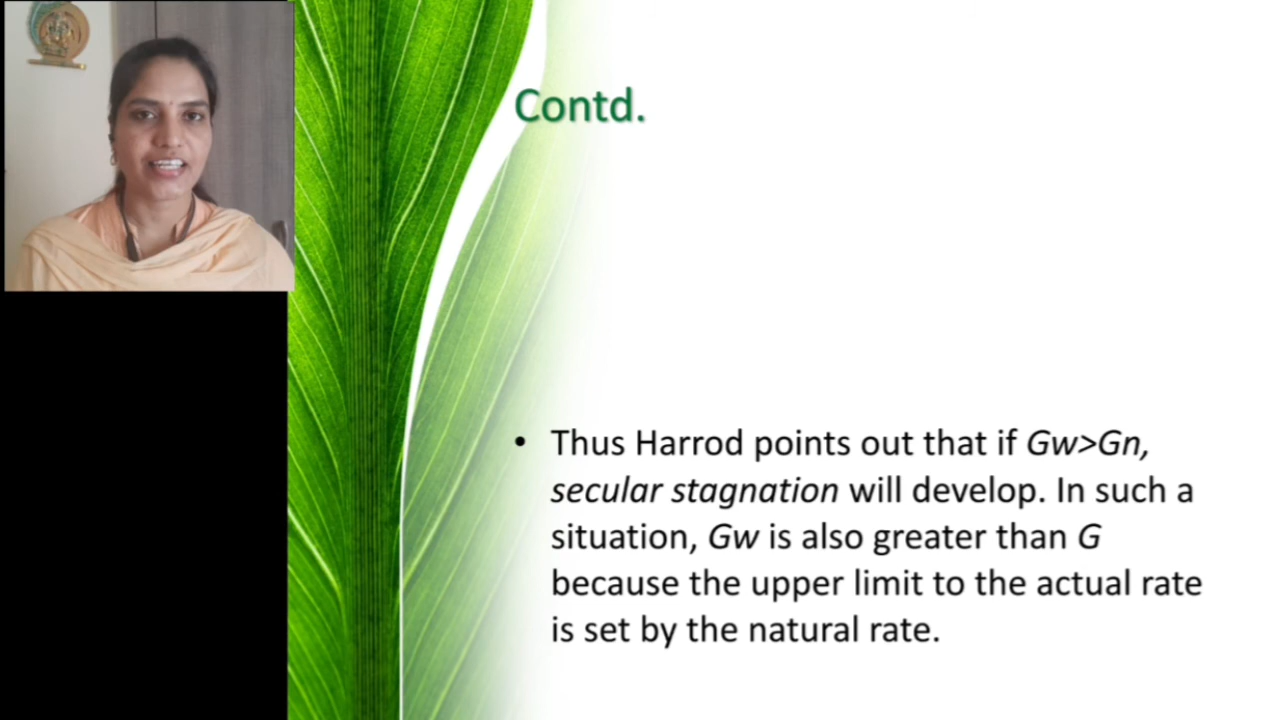 Contd.
• Thus Harrod points out that if Gw>Gn,
secular stagnation will develop. In such a
situation, Gw is also greater than G
because the upper limit to the actual rate
is set by the natural rate.